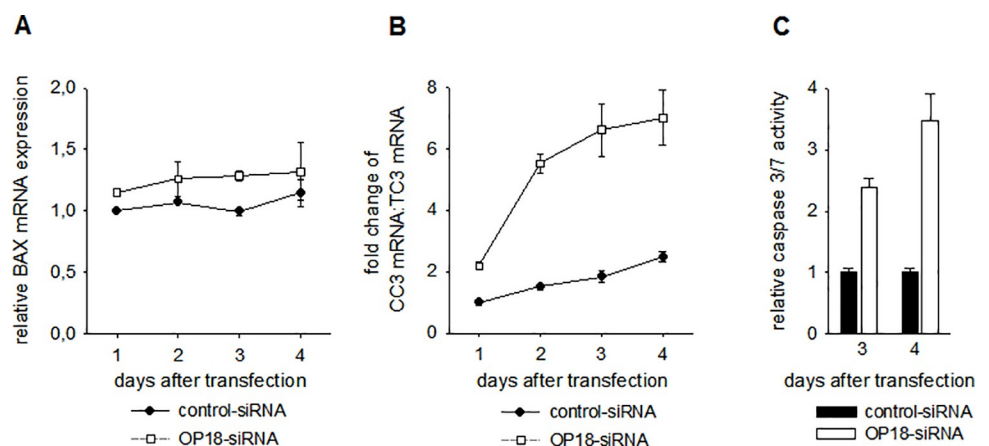 A
relative BAX mRNA expression
2,0
1,5
1,0
0,5
0,0
1 2 3 4
days after transfection
control-siRNA
OP18-siRNA
B
fold change of
CC3 mRNA:TC3 mRNA
8
6
4
2
0
1 2 3 4
days after transfection
control-siRNA
OP18-siRNA
C
relative caspase 3/7 activity
4
3
2
1
0
3 4
days after transfection
control-siRNA
OP18-siRNA